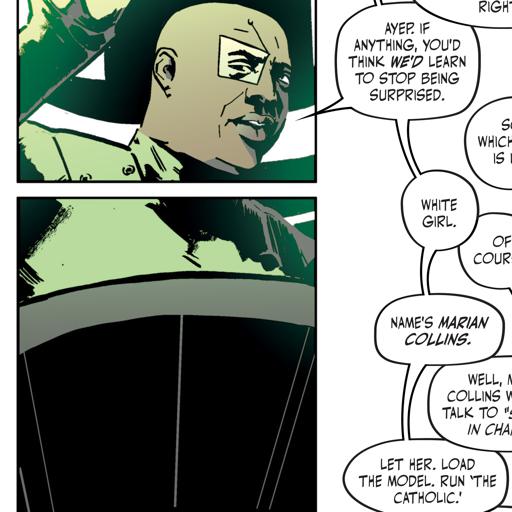 RIGHT
AYEP. IF
ANYTHING, YOU'D
THINK WE'D LEARN
TO STOP BEING
SURPRISED.
WHICH
IS
WHITE
GIRL.
OF
COUR
NAME'S MARIAN
COLLINS.
WELL,
COLLINS
TALK TO
IN
LET HER. LOAD
THE MODEL. RUN 'THE
CATHOLIC.'